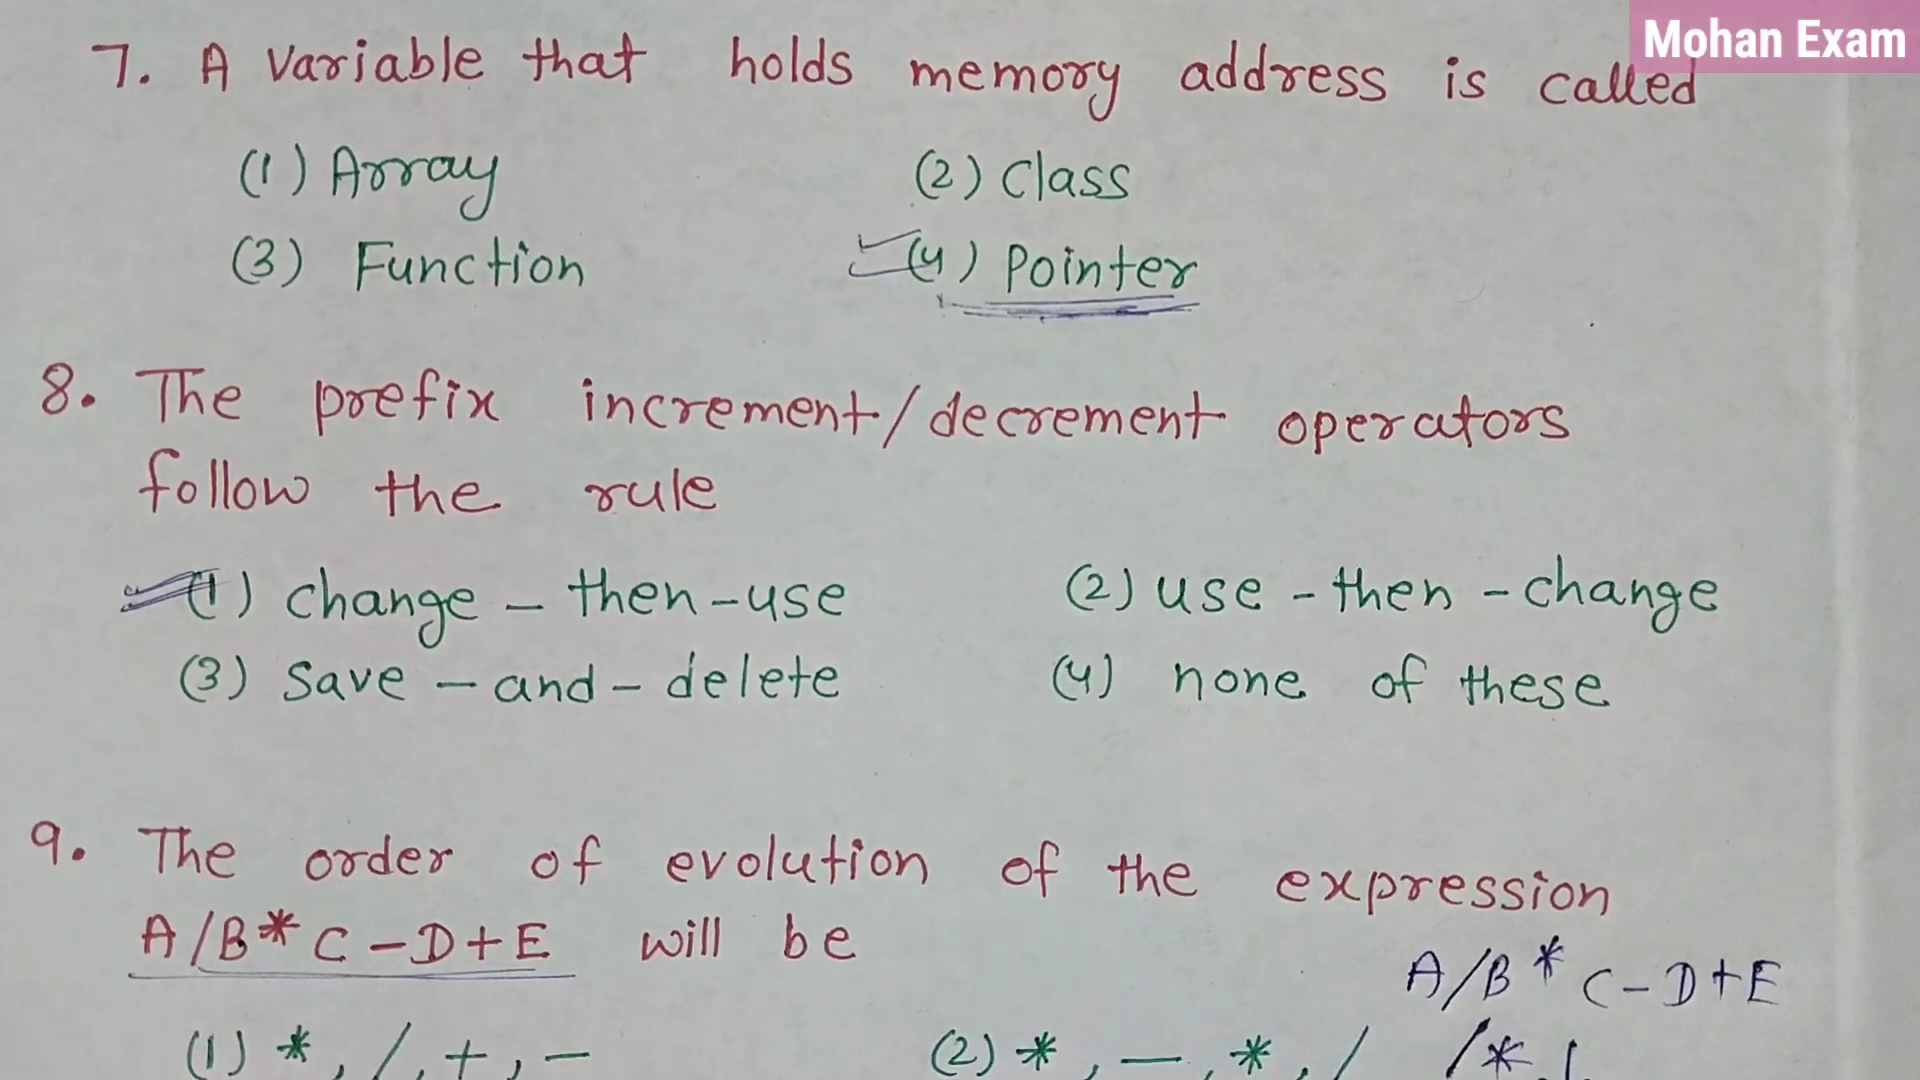 Mohan Exam
7. A variable that holds memory address is called
(1) Array (2) Class
(3) Function (4) Pointer
8. The prefix increment/decrement operators
follow the rule
(1) change - then - use (2) use - then - change
(3) Save - and - delete (4) none of these
9. The order of evolution of the expression
A/B*C-D+E will be
A/B*C-D+E
(1) *, /, +, - (2) *, -, *, /
/*